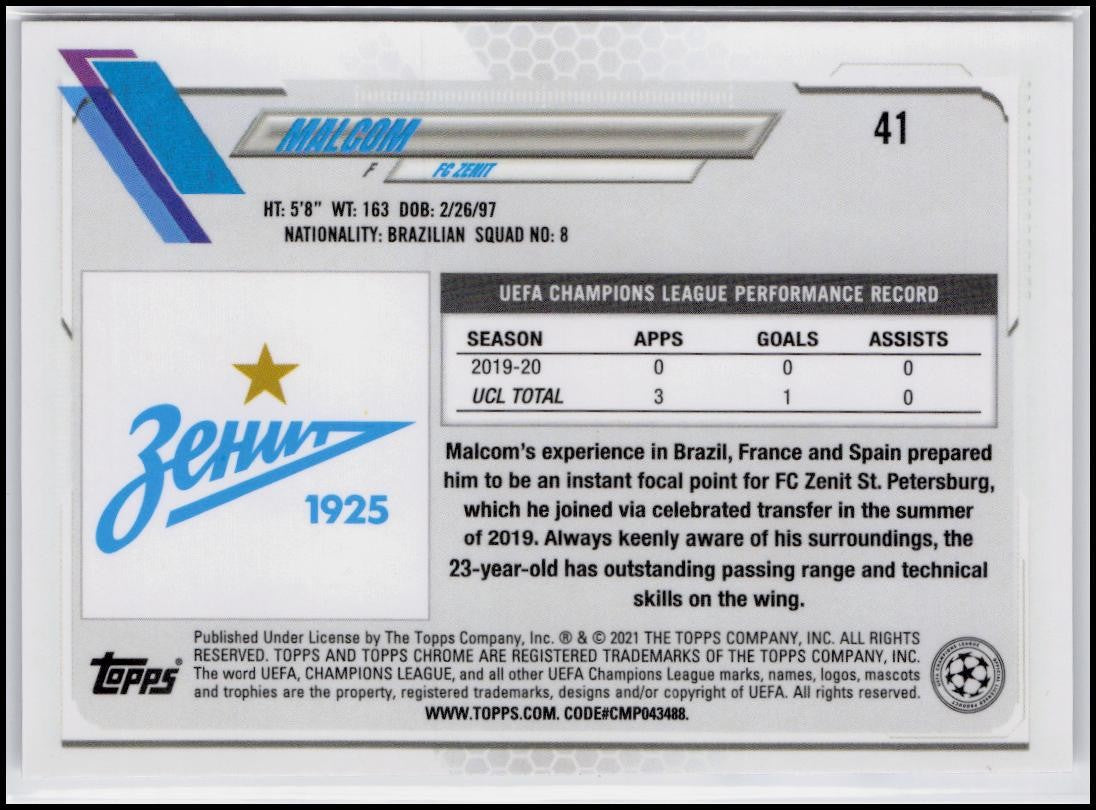 MALCOM
41
F FC ZENIT
HT: 5'8" WT: 163 DOB: 2/26/97
NATIONALITY: BRAZILIAN SQUAD NO: 8
UEFA CHAMPIONS LEAGUE PERFORMANCE RECORD
SEASON APPS GOALS ASSISTS
2019-20 0 0 0
UCL TOTAL 3 1 0
Зенит
1925
Malcom's experience in Brazil, France and Spain prepared
him to be an instant focal point for FC Zenit St. Petersburg,
which he joined via celebrated transfer in the summer
of 2019. Always keenly aware of his surroundings, the
23-year-old has outstanding passing range and technical
skills on the wing.
topps®
Published Under License by The Topps Company, Inc. ® & © 2021 THE TOPPS COMPANY, INC. ALL RIGHTS
RESERVED. TOPPS AND TOPPS CHROME ARE REGISTERED TRADEMARKS OF THE TOPPS COMPANY, INC.
The word UEFA, CHAMPIONS LEAGUE, and all other UEFA Champions League marks, names, logos, mascots
and trophies are the property, registered trademarks, designs and/or copyright of UEFA. All rights reserved.
WWW.TOPPS.COM. CODE#CMP043488.